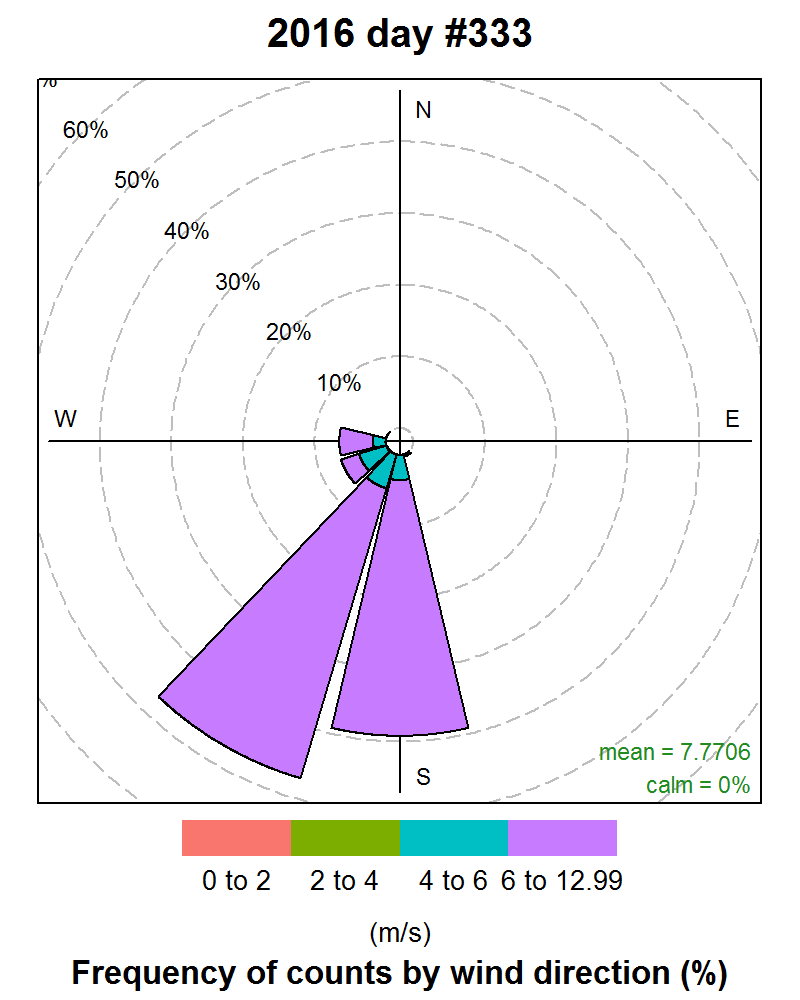 2016 day #333
%
60%
50%
40%
30%
20%
10%
N
W
E
S
mean = 7.7706
calm = 0%
0 to 2 2 to 4 4 to 6 6 to 12.99
(m/s)
Frequency of counts by wind direction (%)